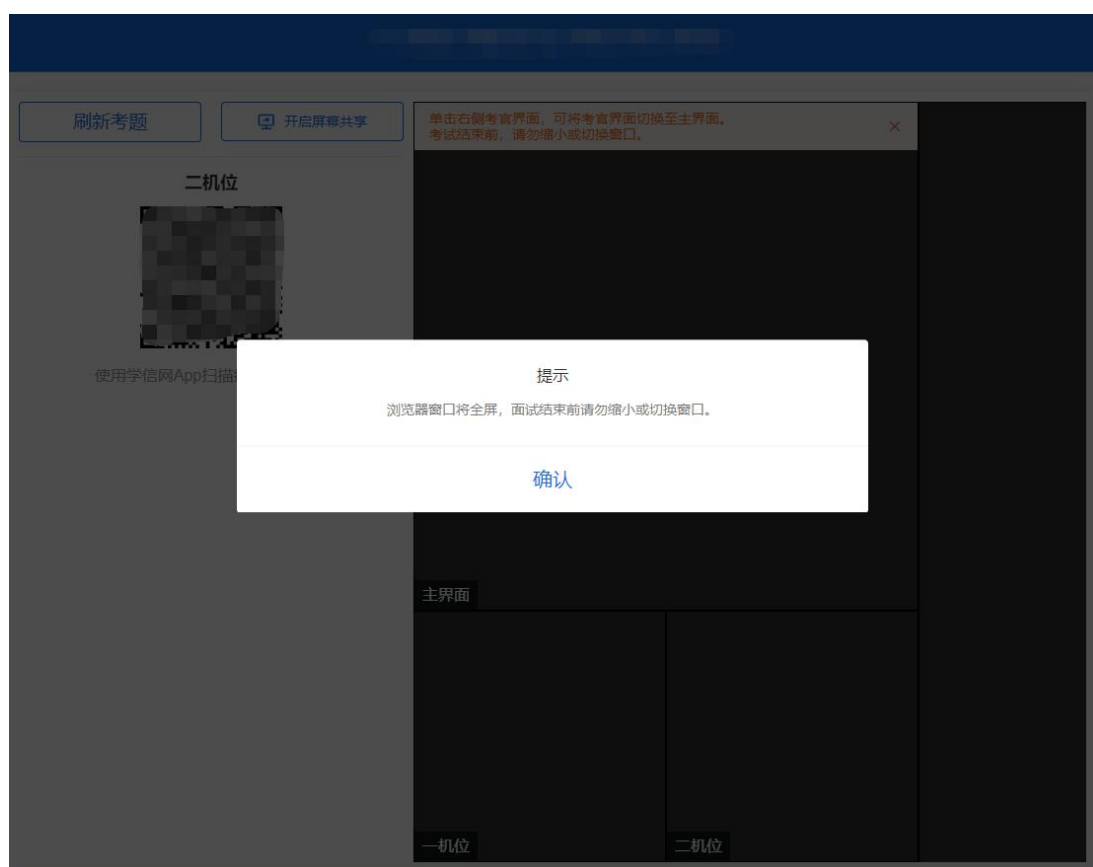 刷新考题
开启屏幕共享
单击右侧考官界面，可将考官界面切换至主界面。
考试结束前，请勿缩小或切换窗口。
二机位
使用学信网App扫描
提示
浏览器窗口将全屏，面试结束前请勿缩小或切换窗口。
确认
主界面
一机位
二机位